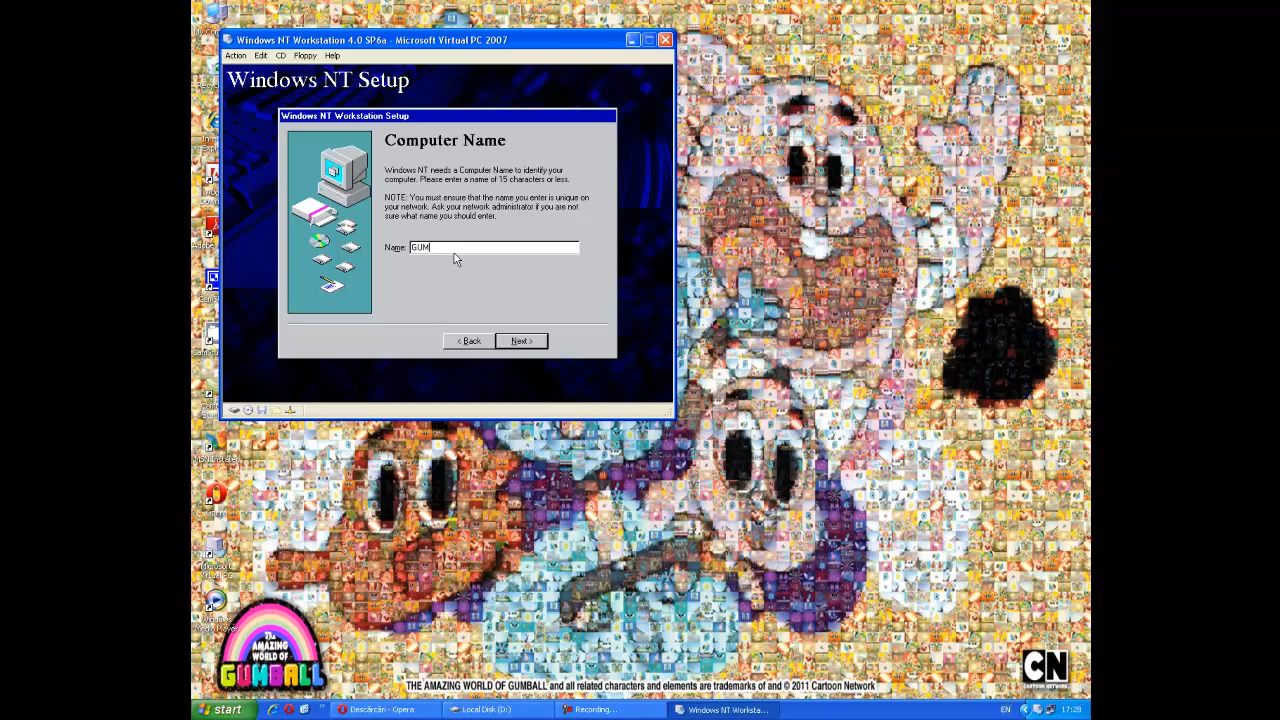 Windows NT Workstation 4.0 SP6a - Microsoft Virtual PC 2007
Action Edit CD Floppy Help
Windows NT Setup
Windows NT Workstation Setup
Computer Name
Windows NT needs a Computer Name to identify your
computer. Please enter a name of 15 characters or less.
NOTE: You must ensure that the name you enter is unique on
your network. Ask your network administrator if you are not
sure what name you should enter.
Name: GUM
< Back Next >
The
AMAZING
WORLD OF
GUMBALL
THE AMAZING WORLD OF GUMBALL and all related characters and elements are trademarks of and © 2011 Cartoon Network
CN
CARTOON NETWORK
start
Descărcări - Opera
Local Disk (D:)
Recording...
Windows NT Worksta...
EN
17:28